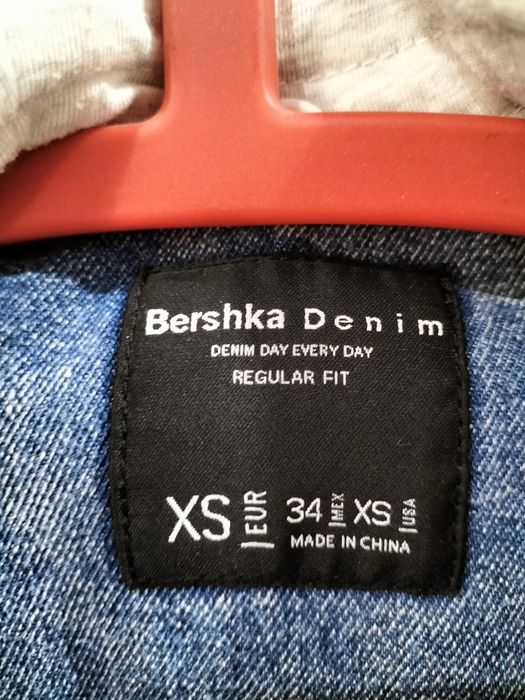 Bershka Denim
DENIM DAY EVERY DAY
REGULAR FIT
XS EUR 34 MEX XS USA
MADE IN CHINA